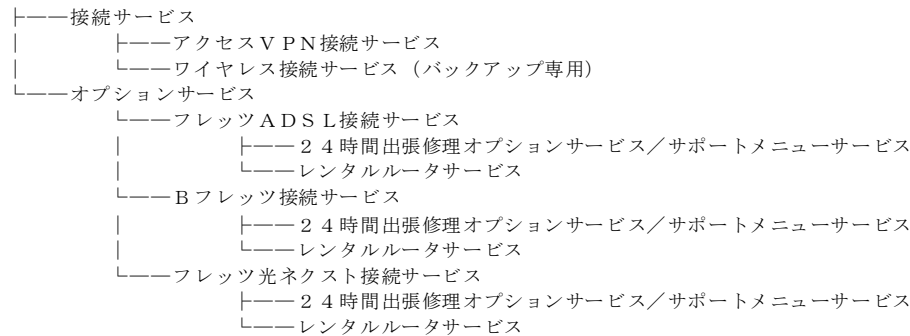 ├――接続サービス
│　　├――アクセスVPN接続サービス
│　　└――ワイヤレス接続サービス（バックアップ専用）
└――オプションサービス
└――フレッツADSL接続サービス
│　　├――24時間出張修理オプションサービス／サポートメニューサービス
│　　└――レンタルルータサービス
└――Bフレッツ接続サービス
│　　├――24時間出張修理オプションサービス／サポートメニューサービス
│　　└――レンタルルータサービス
└――フレッツ光ネクスト接続サービス
├――24時間出張修理オプションサービス／サポートメニューサービス
└――レンタルルータサービス